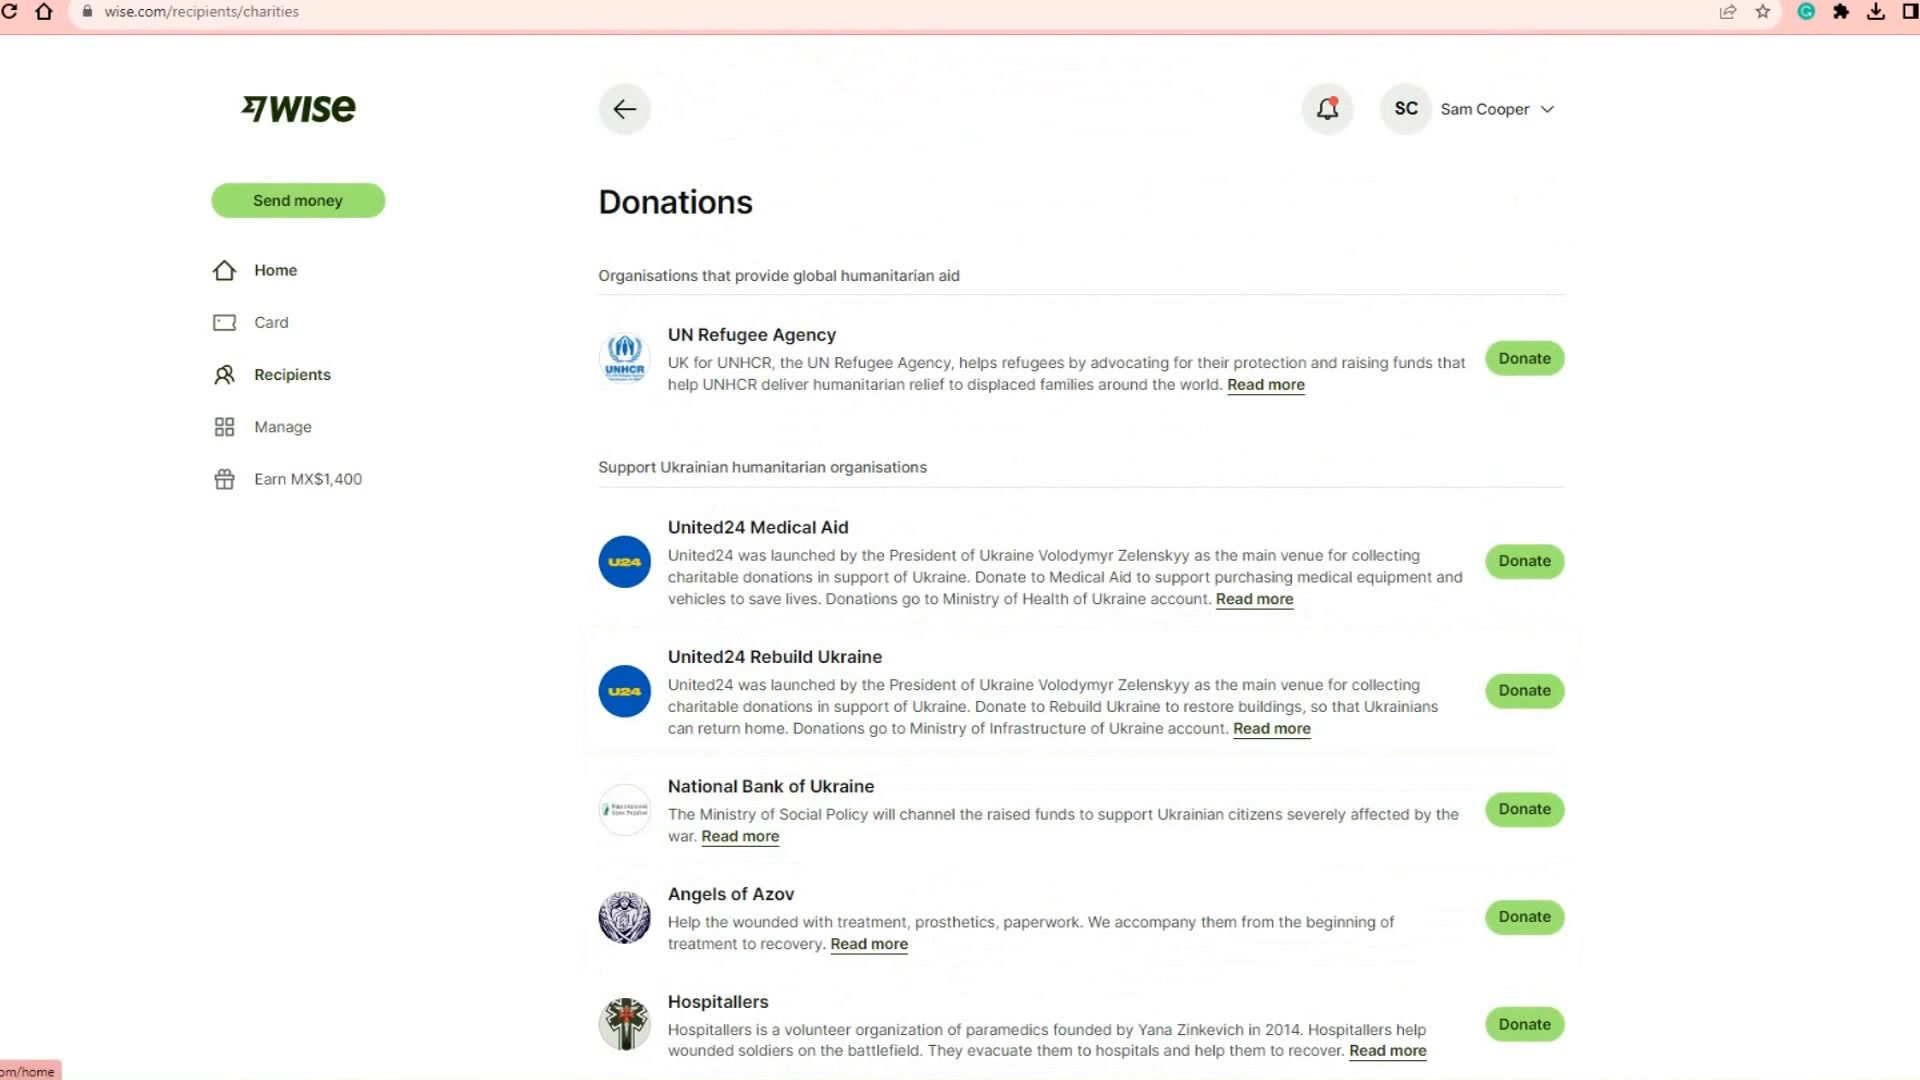 wise.com/recipients/charities
WISE
SC
Sam Cooper
Send money
Home
Card
Recipients
Manage
Earn MX$1,400
Donations
Organisations that provide global humanitarian aid
UNHCR
UN Refugee Agency
UK for UNHCR, the UN Refugee Agency, helps refugees by advocating for their protection and raising funds that
help UNHCR deliver humanitarian relief to displaced families around the world. Read more
Donate
Support Ukrainian humanitarian organisations
U24
United24 Medical Aid
United24 was launched by the President of Ukraine Volodymyr Zelenskyy as the main venue for collecting
charitable donations in support of Ukraine. Donate to Medical Aid to support purchasing medical equipment and
vehicles to save lives. Donations go to Ministry of Health of Ukraine account. Read more
Donate
U24
United24 Rebuild Ukraine
United24 was launched by the President of Ukraine Volodymyr Zelenskyy as the main venue for collecting
charitable donations in support of Ukraine. Donate to Rebuild Ukraine to restore buildings, so that Ukrainians
can return home. Donations go to Ministry of Infrastructure of Ukraine account. Read more
Donate
National Bank of Ukraine
The Ministry of Social Policy will channel the raised funds to support Ukrainian citizens severely affected by the
war. Read more
Donate
Angels of Azov
Help the wounded with treatment, prosthetics, paperwork. We accompany them from the beginning of
treatment to recovery. Read more
Donate
Hospitallers
Hospitallers is a volunteer organization of paramedics founded by Yana Zinkevich in 2014. Hospitallers help
wounded soldiers on the battlefield. They evacuate them to hospitals and help them to recover. Read more
Donate
om/home